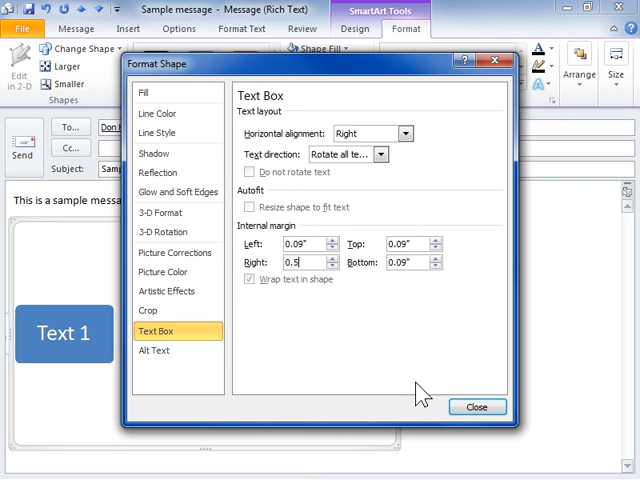 Sample message - Message (Rich Text)
SmartArt Tools
File Message Insert Options Format Text Review Design Format
Edit in 2-D
Change Shape
Larger
Smaller
Shapes
Shape Fill
Arrange
Size
Send
To...
Cc...
Subject:
This is a sample messa
Text 1
Format Shape
Fill
Line Color
Line Style
Shadow
Reflection
Glow and Soft Edges
3-D Format
3-D Rotation
Picture Corrections
Picture Color
Artistic Effects
Crop
Text Box
Alt Text
Text Box
Text layout
Horizontal alignment: Right
Text direction: Rotate all te...
Do not rotate text
Autofit
Resize shape to fit text
Internal margin
Left: 0.09" Top: 0.09"
Right: 0.5 Bottom: 0.09"
Wrap text in shape
Close